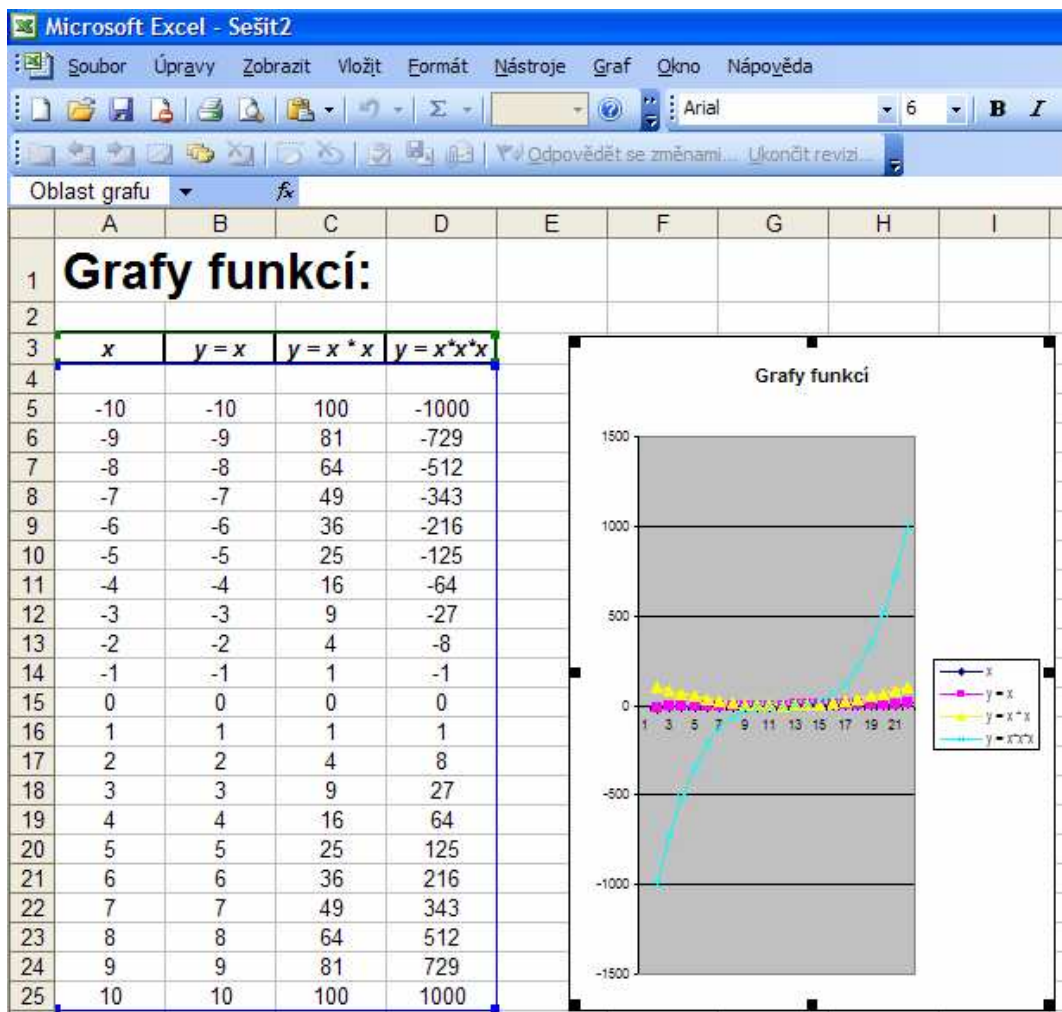 Microsoft Excel - Sešit2
Soubor Úpravy Zobrazit Vložit Formát Nástroje Graf Okno Nápověda
Σ Arial 6 B I
Odpovědět se změnami... Ukončit revizi...
Oblast grafu fx
A B C D E F G H I
1 Grafy funkcí:
2
3 x y = x y = x * x y = x*x*x
4
5 -10 -10 100 -1000
6 -9 -9 81 -729
7 -8 -8 64 -512
8 -7 -7 49 -343
9 -6 -6 36 -216
10 -5 -5 25 -125
11 -4 -4 16 -64
12 -3 -3 9 -27
13 -2 -2 4 -8
14 -1 -1 1 -1
15 0 0 0 0
16 1 1 1 1
17 2 2 4 8
18 3 3 9 27
19 4 4 16 64
20 5 5 25 125
21 6 6 36 216
22 7 7 49 343
23 8 8 64 512
24 9 9 81 729
25 10 10 100 1000
Grafy funkcí
1500
1000
500
0
-500
-1000
-1500
1 3 5 7 9 11 13 15 17 19 21
x
y = x
y = x * x
y = x*x*x